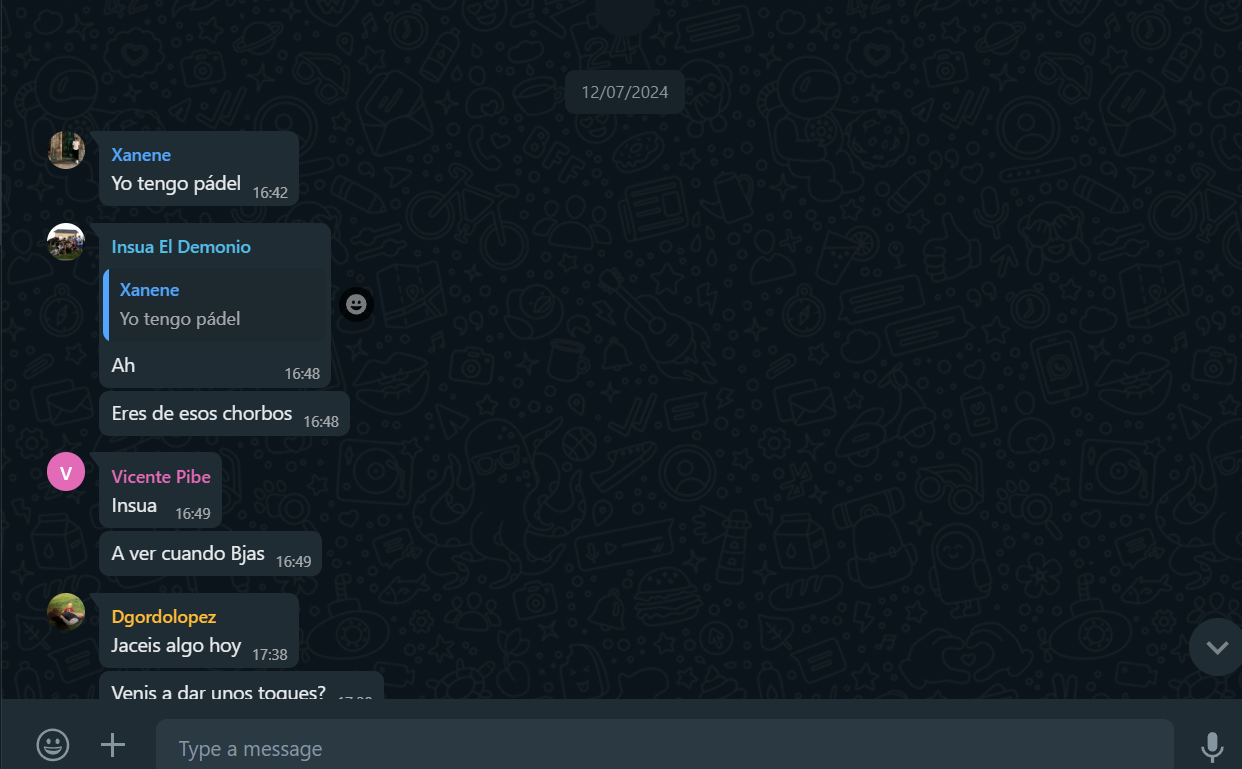 12/07/2024
Xanene
Yo tengo pádel 16:42
Insua El Demonio
Xanene
Yo tengo pádel
Ah 16:48
Eres de esos chorbos 16:48
V Vicente Pibe
Insua 16:49
A ver cuando Bjas 16:49
Dgordolopez
Jaceis algo hoy 17:38
Venis a dar unos toques?
Type a message